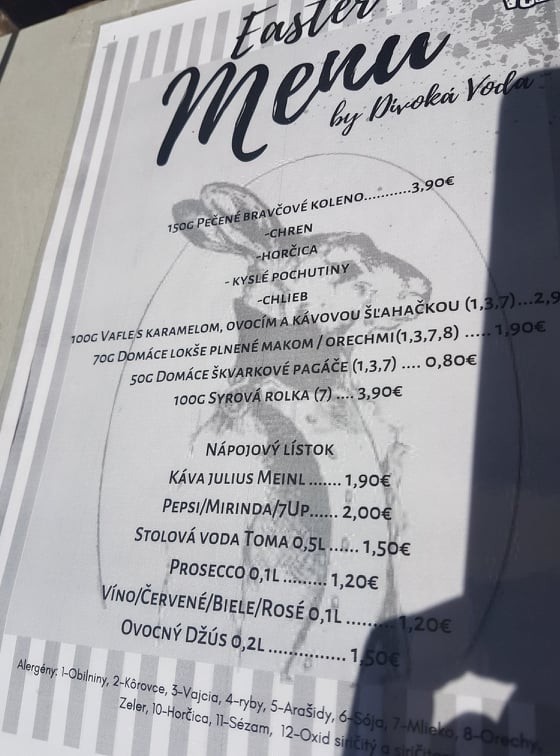 Easter
Menu
by Divoká Voda
150g Pečené bravčové koleno..........3,90€
-chren
-horčica
- kyslé pochutiny
-chlieb
100g Vafle s karamelom, ovocím a kávovou šľahačkou (1,3,7)...2,9
70g Domáce lokše plnené makom / orechmi(1,3,7,8) ..... 1,90€
50g Domáce škvarkové pagáče (1,3,7) .... 0,80€
100g Syrová rolka (7) .... 3,90€
Nápojový lístok
Káva Julius Meinl ....... 1,90€
Pepsi/Mirinda/7Up...... 2,00€
Stolová voda Toma 0,5l ...... 1,50€
Prosecco 0,1l ......... 1,20€
Víno/Červené/Biele/Rosé 0,1l ......... 1,20€
Ovocný Džús 0,2l ............... 1,50€
Alergény: 1-Obilniny, 2-Kôrovce, 3-Vajcia, 4-ryby, 5-Arašidy, 6-Sója, 7-Mlieko, 8-Orechy,
Zeler, 10-Horčica, 11-Sézam, 12-Oxid siričitý a